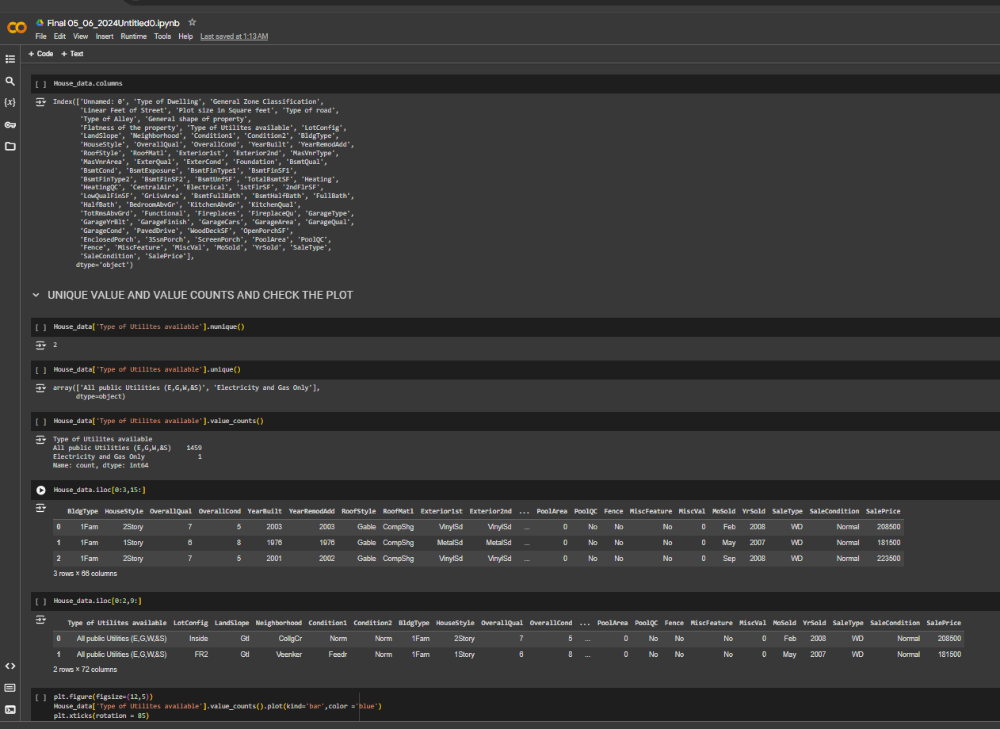 Final 05_06_2024Untitled0.ipynb
File Edit View Insert Runtime Tools Help Last saved at 1:13 AM
+ Code + Text
[ ] House_data.columns
Index(['Unnamed: 0', 'Type of Dwelling', 'General Zone Classification',
'Linear Feet of Street', 'Plot size in Square feet', 'Type of road',
'Type of Alley', 'General shape of property',
'Flatness of the property', 'Type of Utilites available', 'LotConfig',
'LandSlope', 'Neighborhood', 'Condition1', 'Condition2', 'BldgType',
'HouseStyle', 'OverallQual', 'OverallCond', 'YearBuilt', 'YearRemodAdd',
'RoofStyle', 'RoofMatl', 'Exterior1st', 'Exterior2nd', 'MasVnrType',
'MasVnrArea', 'ExterQual', 'ExterCond', 'Foundation', 'BsmtQual',
'BsmtCond', 'BsmtExposure', 'BsmtFinType1', 'BsmtFinSF1',
'BsmtFinType2', 'BsmtFinSF2', 'BsmtUnfSF', 'TotalBsmtSF', 'Heating',
'HeatingQC', 'CentralAir', 'Electrical', '1stFlrSF', '2ndFlrSF',
'LowQualFinSF', 'GrLivArea', 'BsmtFullBath', 'BsmtHalfBath', 'FullBath',
'HalfBath', 'BedroomAbvGr', 'KitchenAbvGr', 'KitchenQual',
'TotRmsAbvGrd', 'Functional', 'Fireplaces', 'FireplaceQu', 'GarageType',
'GarageYrBlt', 'GarageFinish', 'GarageCars', 'GarageArea', 'GarageQual',
'GarageCond', 'PavedDrive', 'WoodDeckSF', 'OpenPorchSF',
'EnclosedPorch', '3SsnPorch', 'ScreenPorch', 'PoolArea', 'PoolQC',
'Fence', 'MiscFeature', 'MiscVal', 'MoSold', 'YrSold', 'SaleType',
'SaleCondition', 'SalePrice'],
dtype='object')
UNIQUE VALUE AND VALUE COUNTS AND CHECK THE PLOT
[ ] House_data['Type of Utilites available'].nunique()
2
[ ] House_data['Type of Utilites available'].unique()
array(['All public Utilities (E,G,W,&S)', 'Electricity and Gas Only'],
dtype=object)
[ ] House_data['Type of Utilites available'].value_counts()
Type of Utilites available
All public Utilities (E,G,W,&S) 1459
Electricity and Gas Only 1
Name: count, dtype: int64
House_data.iloc[0:3,15:]
BldgType HouseStyle OverallQual OverallCond YearBuilt YearRemodAdd RoofStyle RoofMatl Exterior1st Exterior2nd ... PoolArea PoolQC Fence MiscFeature MiscVal MoSold YrSold SaleType SaleCondition SalePrice
0 1Fam 2Story 7 5 2003 2003 Gable CompShg VinylSd VinylSd ... 0 No No No 0 Feb 2008 WD Normal 208500
1 1Fam 1Story 6 8 1976 1976 Gable CompShg MetalSd MetalSd ... 0 No No No 0 May 2007 WD Normal 181500
2 1Fam 2Story 7 5 2001 2002 Gable CompShg VinylSd VinylSd ... 0 No No No 0 Sep 2008 WD Normal 223500
3 rows × 66 columns
[ ] House_data.iloc[0:2,9:]
Type of Utilites available LotConfig LandSlope Neighborhood Condition1 Condition2 BldgType HouseStyle OverallQual OverallCond ... PoolArea PoolQC Fence MiscFeature MiscVal MoSold YrSold SaleType SaleCondition SalePrice
0 All public Utilities (E,G,W,&S) Inside Gtl CollgCr Norm Norm 1Fam 2Story 7 5 ... 0 No No No 0 Feb 2008 WD Normal 208500
1 All public Utilities (E,G,W,&S) FR2 Gtl Veenker Feedr Norm 1Fam 1Story 6 8 ... 0 No No No 0 May 2007 WD Normal 181500
2 rows × 72 columns
[ ] plt.figure(figsize=(12,5))
House_data['Type of Utilites available'].value_counts().plot(kind='bar',color ='blue')
plt.xticks(rotation = 85)